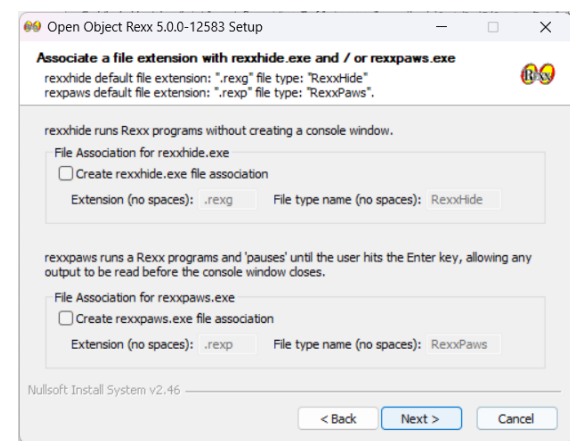 Open Object Rexx 5.0.0-12583 Setup
Associate a file extension with rexxhide.exe and / or rexxpaws.exe
rexxhide default file extension: ".rexg" file type: "RexxHide"
rexpaws default file extension: ".rexp" file type: "RexxPaws".
Rexx
rexxhide runs Rexx programs without creating a console window.
File Association for rexxhide.exe
Create rexxhide.exe file association
Extension (no spaces): .rexg File type name (no spaces): RexxHide
rexxpaws runs a Rexx programs and 'pauses' until the user hits the Enter key, allowing any
output to be read before the console window closes.
File Association for rexxpaws.exe
Create rexxpaws.exe file association
Extension (no spaces): .rexp File type name (no spaces): RexxPaws
Nullsoft Install System v2.46
< Back Next > Cancel